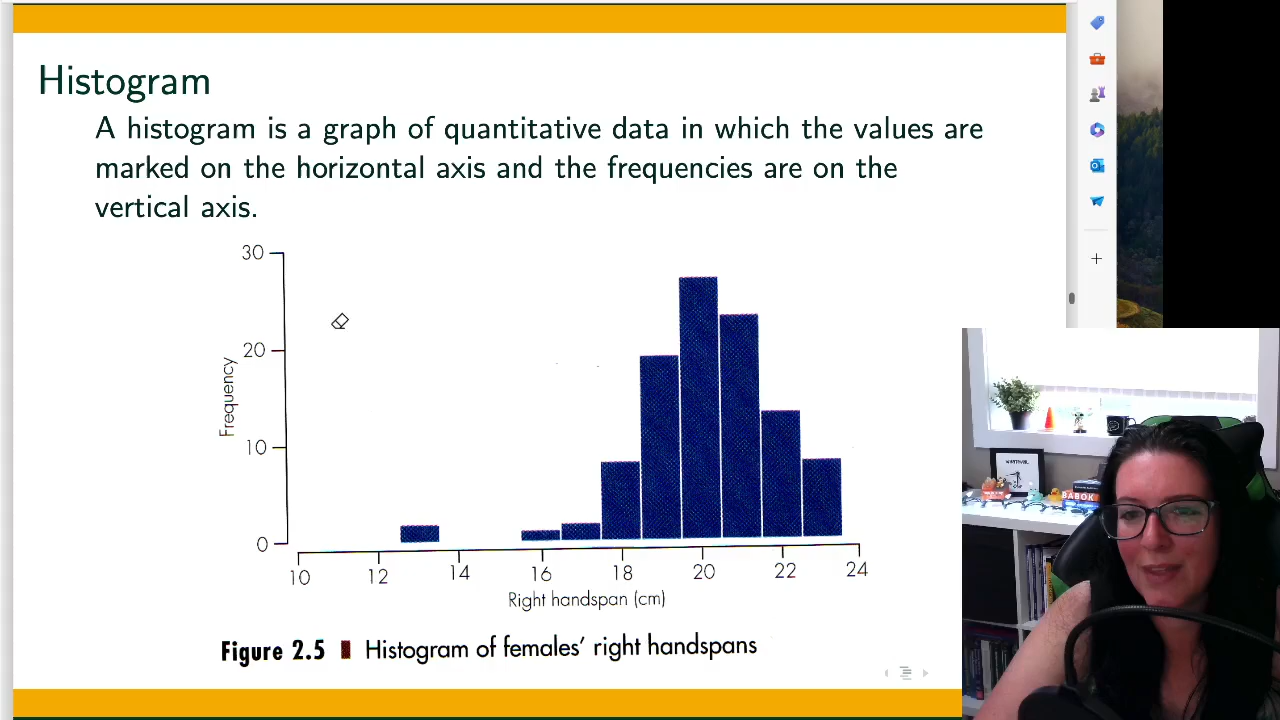 Histogram
A histogram is a graph of quantitative data in which the values are
marked on the horizontal axis and the frequencies are on the
vertical axis.
30
20
10
0
Frequency
10 12 14 16 18 20 22 24
Right handspan (cm)
Figure 2.5 Histogram of females' right handspans
BABOK